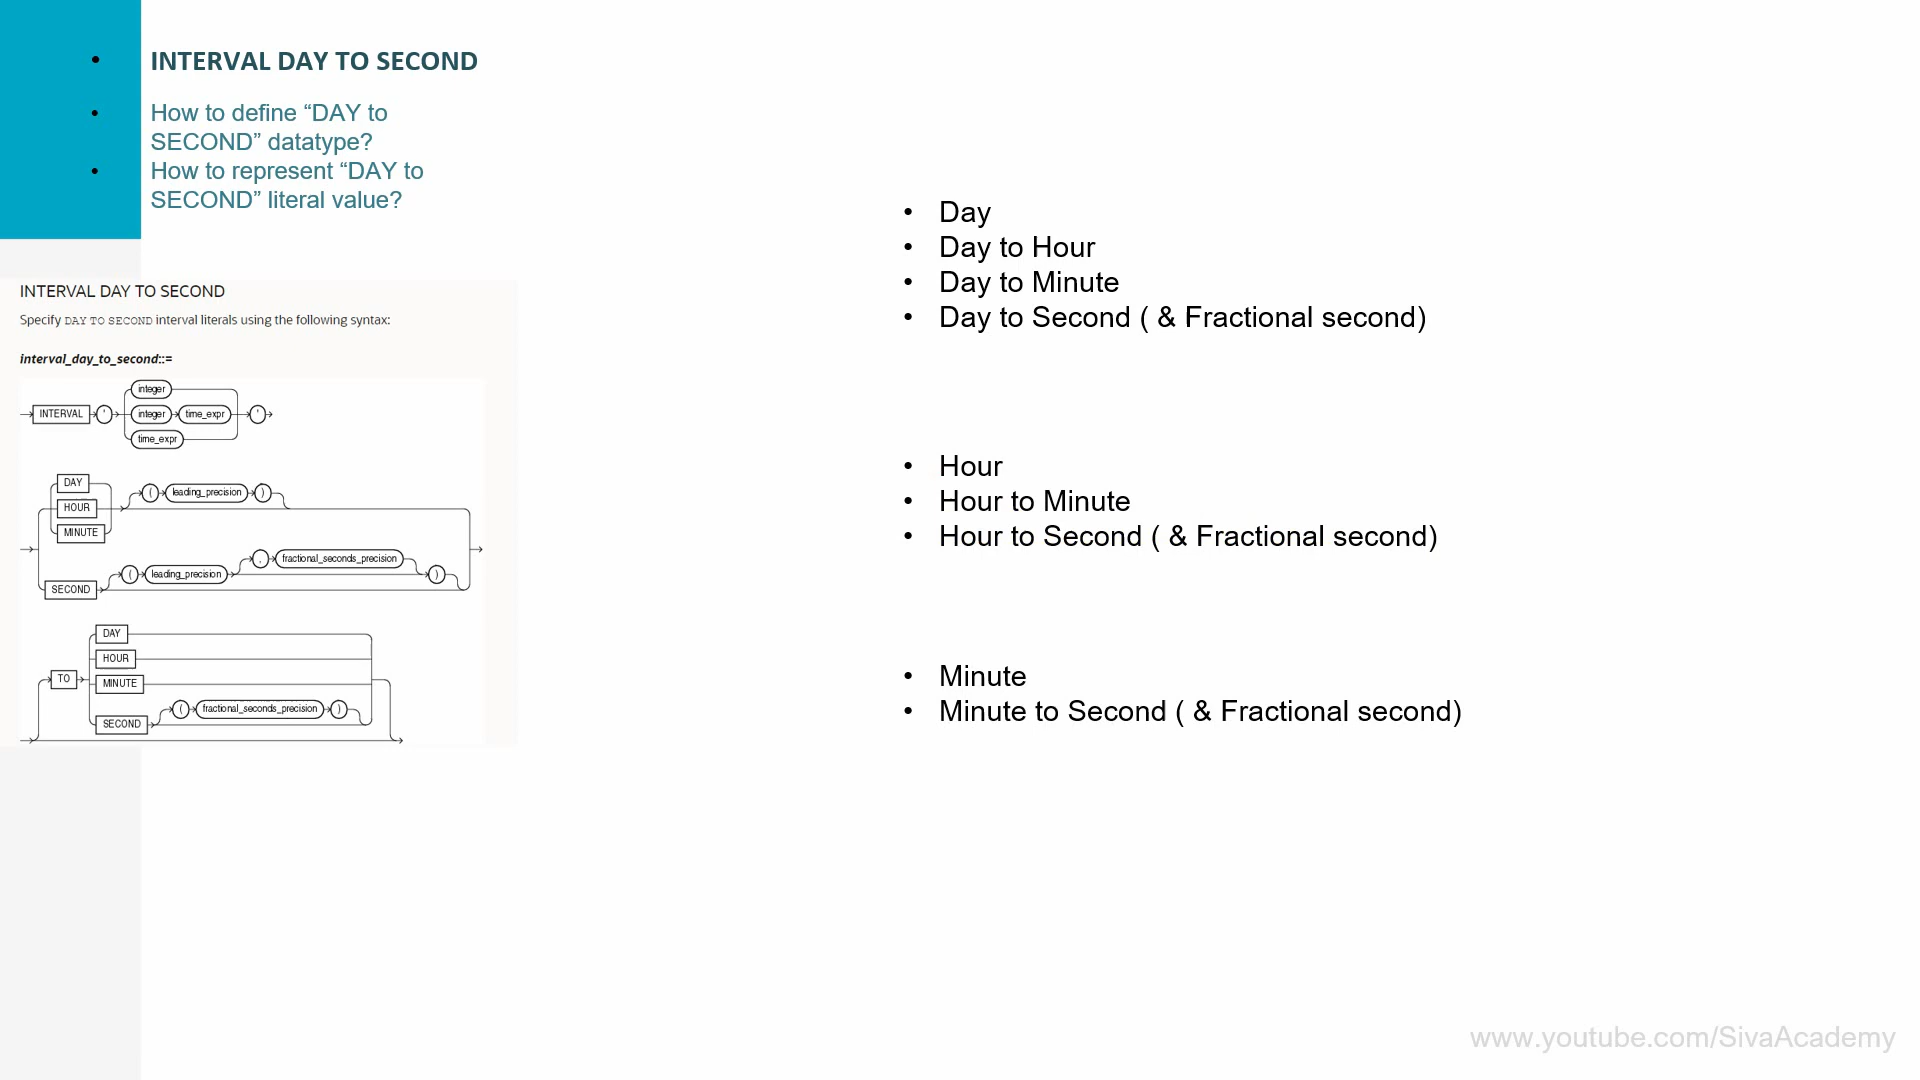 • INTERVAL DAY TO SECOND
• How to define “DAY to
SECOND” datatype?
• How to represent “DAY to
SECOND” literal value?
INTERVAL DAY TO SECOND
Specify DAY TO SECOND interval literals using the following syntax:
interval_day_to_second::=
integer
INTERVAL ' integer time_expr '
time_expr
DAY
( leading_precision )
HOUR
MINUTE
, fractional_seconds_precision
( leading_precision )
SECOND
DAY
HOUR
TO
MINUTE
( fractional_seconds_precision )
SECOND
• Day
• Day to Hour
• Day to Minute
• Day to Second ( & Fractional second)
• Hour
• Hour to Minute
• Hour to Second ( & Fractional second)
• Minute
• Minute to Second ( & Fractional second)
www.youtube.com/SivaAcademy